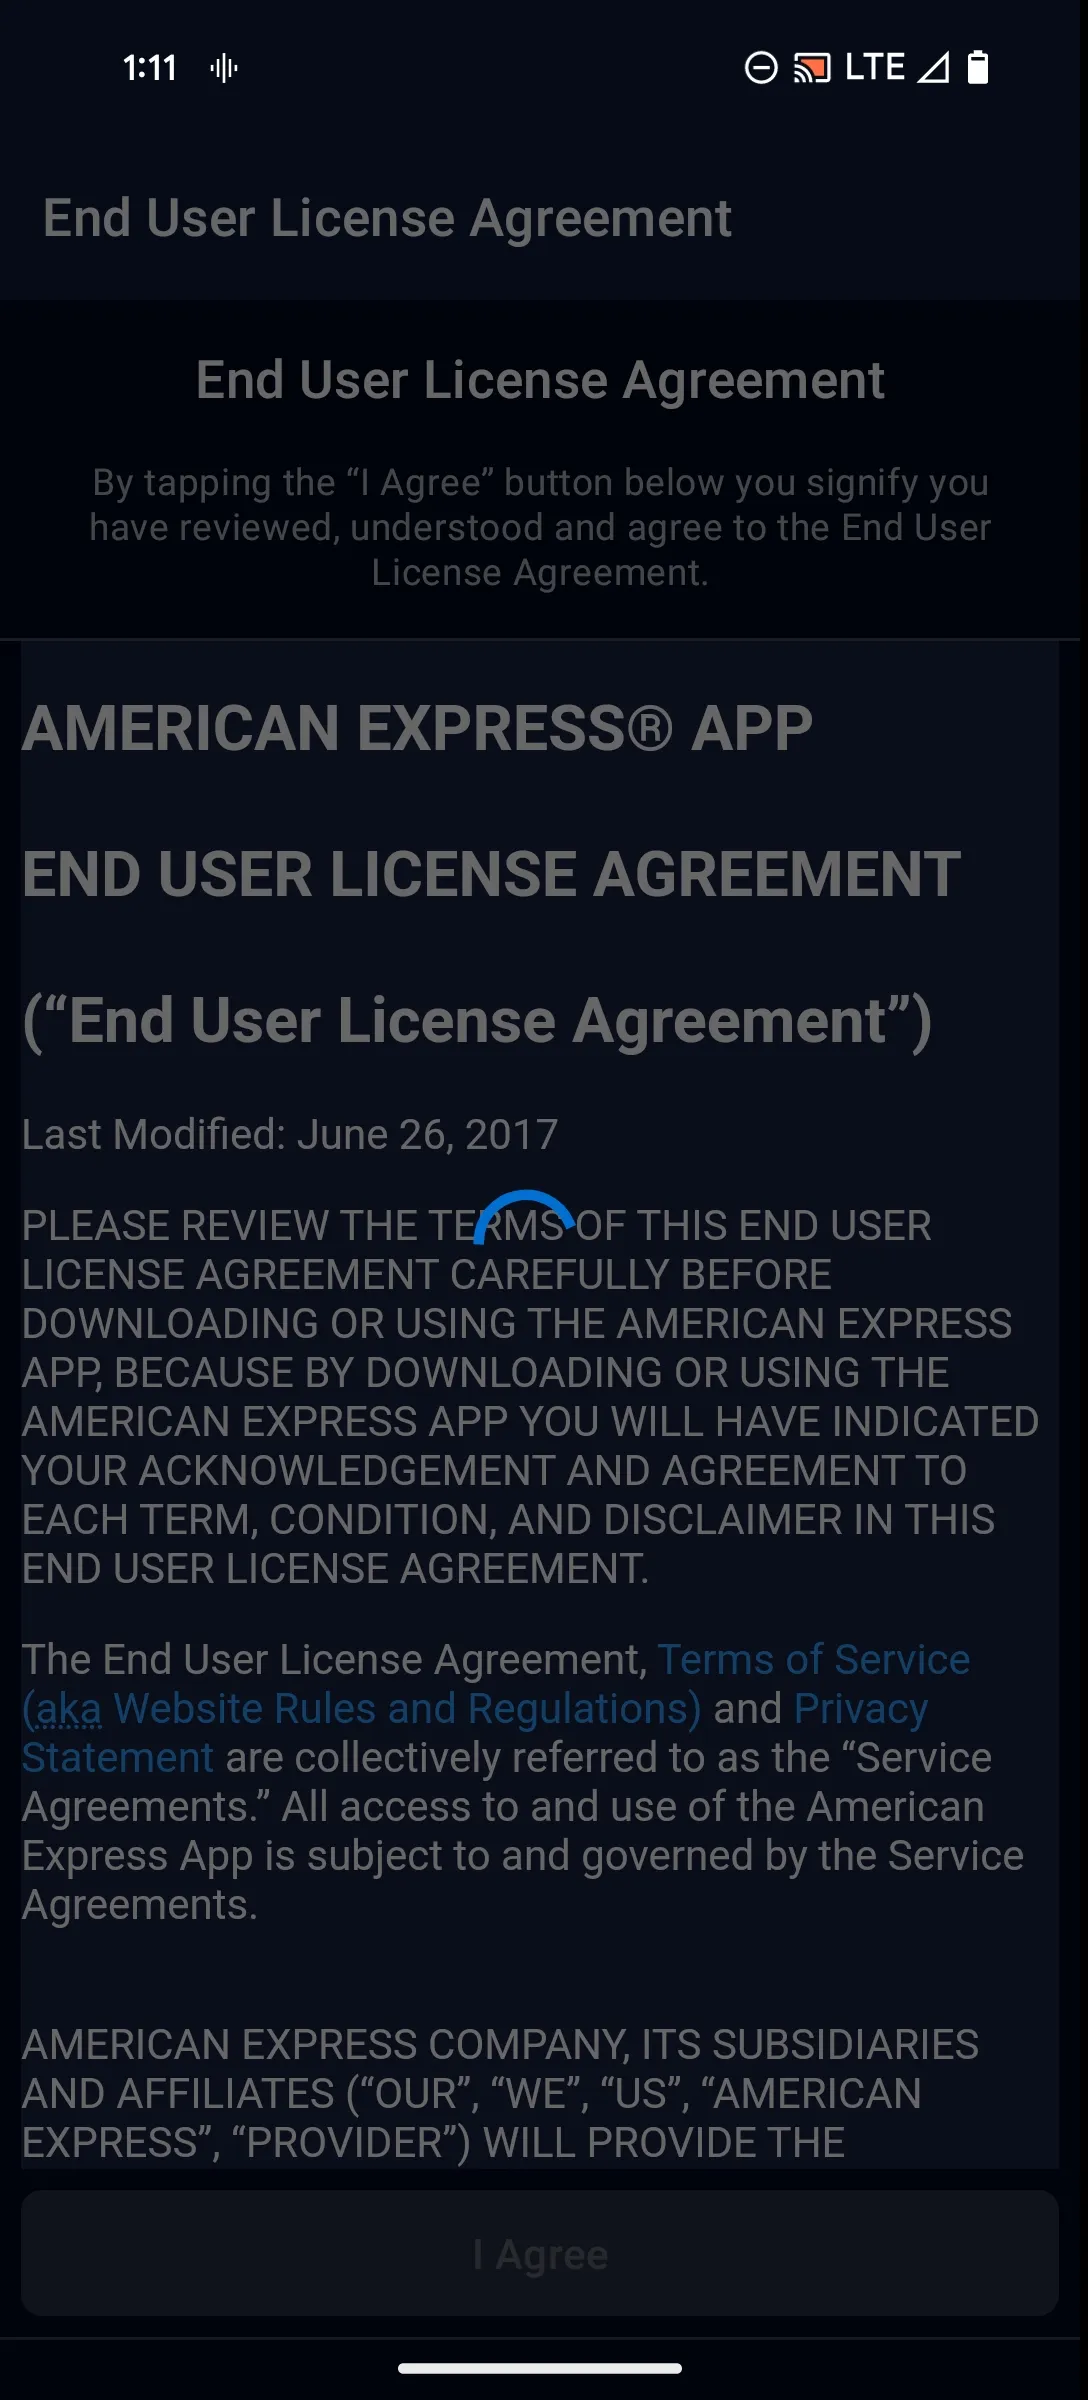 1:11 LTE
End User License Agreement
End User License Agreement
By tapping the “I Agree” button below you signify you
have reviewed, understood and agree to the End User
License Agreement.
AMERICAN EXPRESS® APP
END USER LICENSE AGREEMENT
(“End User License Agreement”)
Last Modified: June 26, 2017
PLEASE REVIEW THE TERMS OF THIS END USER
LICENSE AGREEMENT CAREFULLY BEFORE
DOWNLOADING OR USING THE AMERICAN EXPRESS
APP, BECAUSE BY DOWNLOADING OR USING THE
AMERICAN EXPRESS APP YOU WILL HAVE INDICATED
YOUR ACKNOWLEDGEMENT AND AGREEMENT TO
EACH TERM, CONDITION, AND DISCLAIMER IN THIS
END USER LICENSE AGREEMENT.
The End User License Agreement, Terms of Service
(aka Website Rules and Regulations) and Privacy
Statement are collectively referred to as the “Service
Agreements.” All access to and use of the American
Express App is subject to and governed by the Service
Agreements.
AMERICAN EXPRESS COMPANY, ITS SUBSIDIARIES
AND AFFILIATES (“OUR”, “WE”, “US”, “AMERICAN
EXPRESS”, “PROVIDER”) WILL PROVIDE THE
I Agree